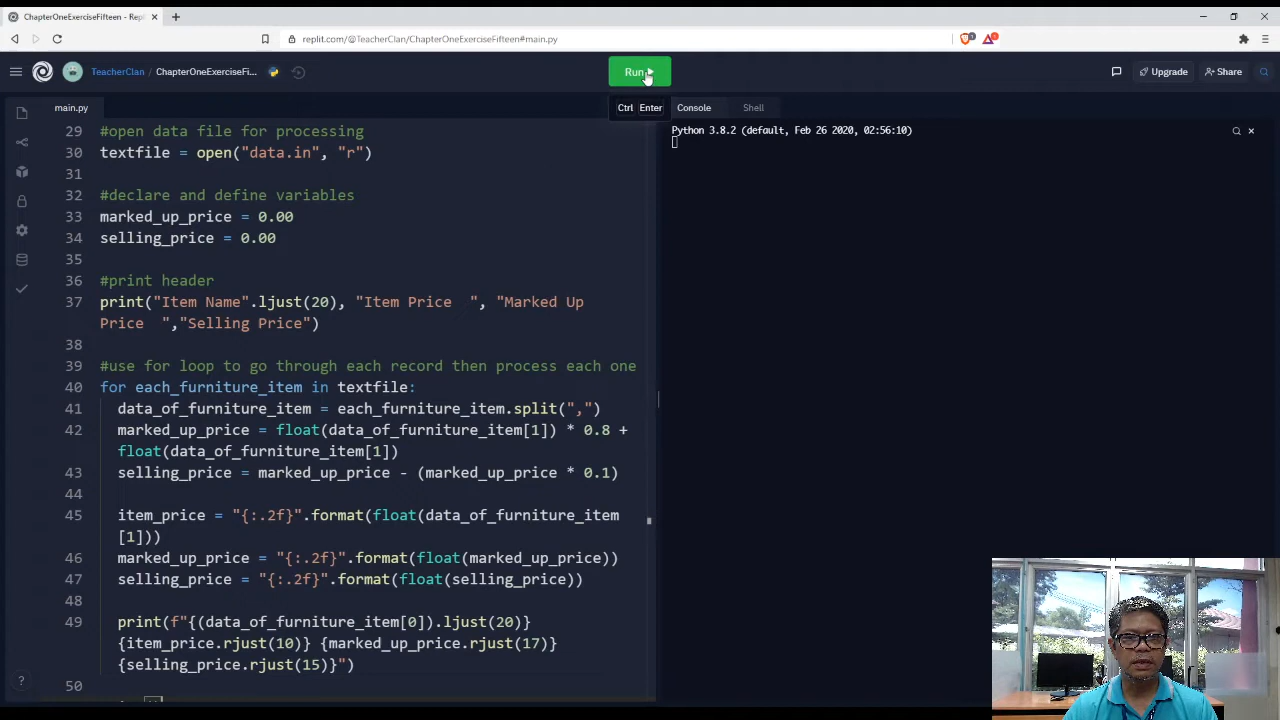 ChapterOneExerciseFifteen - Repl
replit.com/@TeacherClan/ChapterOneExerciseFifteen#main.py
TeacherClan / ChapterOneExerciseFi...
Run
Upgrade
Share
main.py
Ctrl Enter
Console
Shell
29 #open data file for processing
30 textfile = open("data.in", "r")
31
32 #declare and define variables
33 marked_up_price = 0.00
34 selling_price = 0.00
35
36 #print header
37 print("Item Name".ljust(20), "Item Price  ", "Marked Up
Price  ","Selling Price")
38
39 #use for loop to go through each record then process each one
40 for each_furniture_item in textfile:
41 data_of_furniture_item = each_furniture_item.split(",")
42 marked_up_price = float(data_of_furniture_item[1]) * 0.8 +
float(data_of_furniture_item[1])
43 selling_price = marked_up_price - (marked_up_price * 0.1)
44
45 item_price = "{:.2f}".format(float(data_of_furniture_item
[1]))
46 marked_up_price = "{:.2f}".format(float(marked_up_price))
47 selling_price = "{:.2f}".format(float(selling_price))
48
49 print(f"{(data_of_furniture_item[0]).ljust(20)}
{item_price.rjust(10)} {marked_up_price.rjust(17)}
{selling_price.rjust(15)}")
50
Python 3.8.2 (default, Feb 26 2020, 02:56:10)